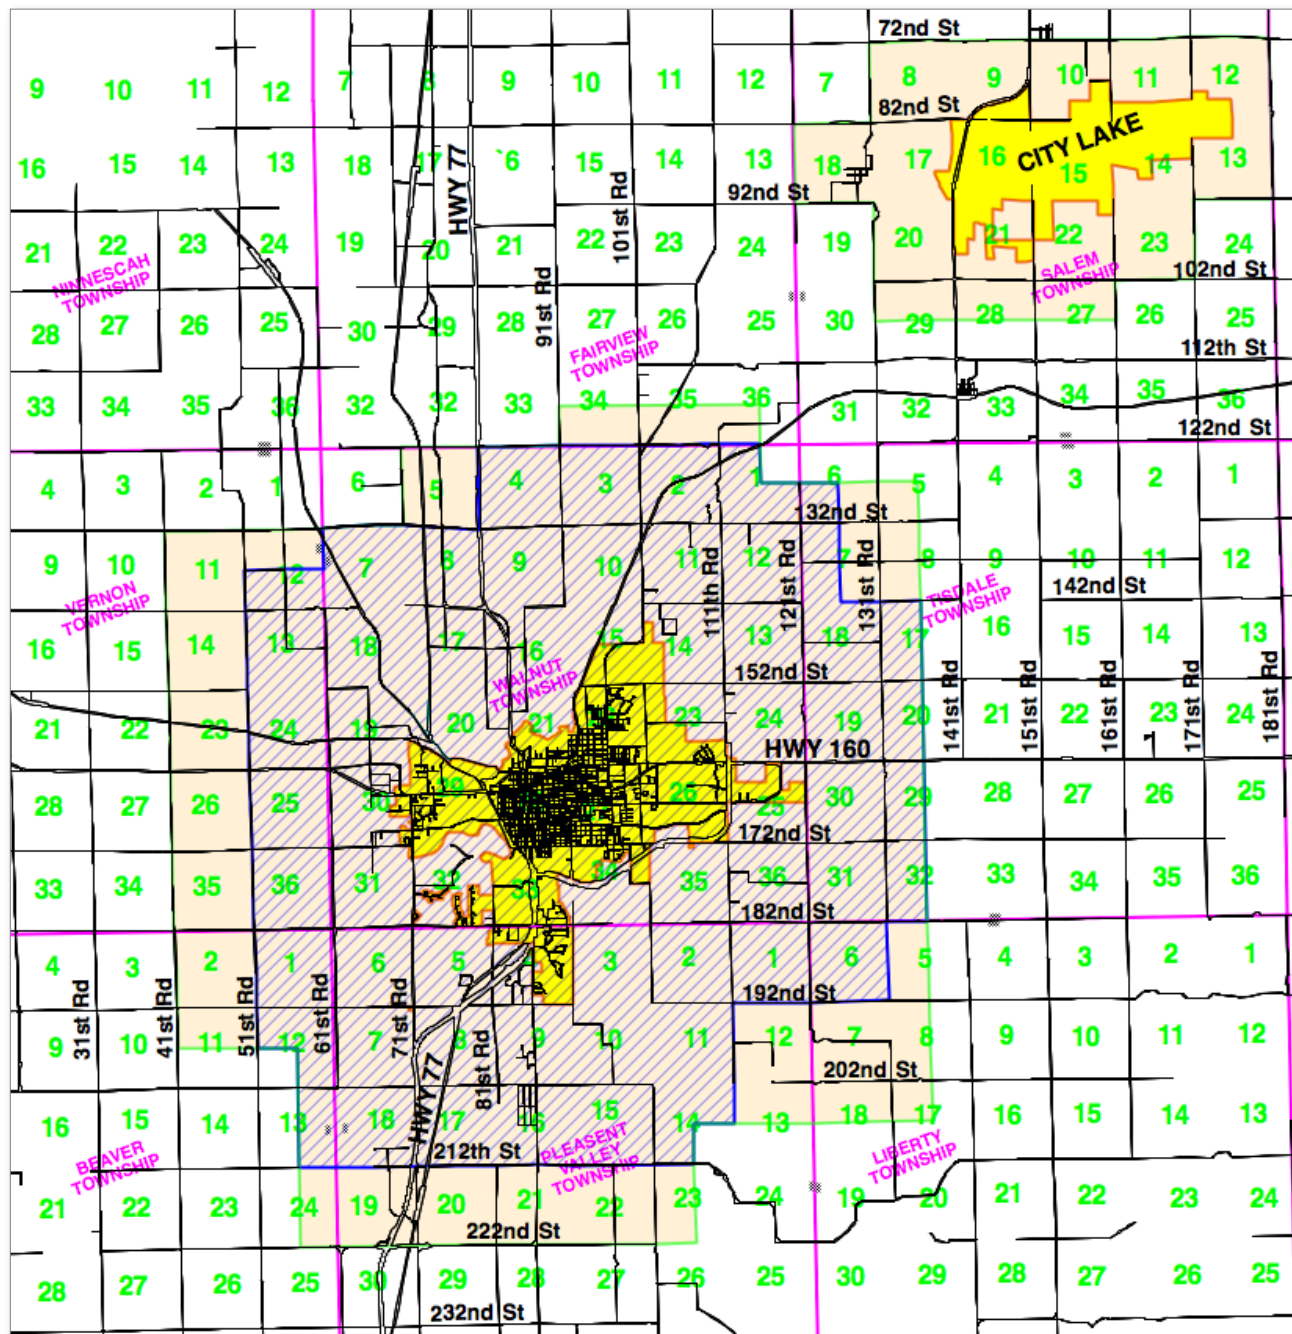 72nd St
9 10 11 12 7 8 9 10 11 12 7 8 9 10 11 12
82nd St
CITY LAKE
HWY 77
16 15 14 13 18 17 `6 15 14 13 18 17 16 15 14 13
92nd St
101st Rd
21 22 23 24 19 20 21 22 23 24 19 20 21 22 23 24
NINNESCAH
TOWNSHIP
SALEM
TOWNSHIP
102nd St
91st Rd
28 27 26 25 30 29 28 27 26 25 30 29 28 27 26 25
FAIRVIEW
TOWNSHIP
112th St
33 34 35 36 32 32 33 34 35 36 31 32 33 34 35 36
122nd St
4 3 2 1 6 5 4 3 2 1 6 5 4 3 2 1
132nd St
9 10 11 12 7 8 9 10 11 12 7 8 9 10 11 12
111th Rd
121st Rd
131st Rd
142nd St
VERNON
TOWNSHIP
TISDALE
TOWNSHIP
16 15 14 13 18 17 16 15 14 13 18 17 16 15 14 13
WALNUT
TOWNSHIP
152nd St
141st Rd
151st Rd
161st Rd
171st Rd
181st Rd
21 22 23 24 19 20 21 23 24 19 20 21 22 23 24
HWY 160
28 27 26 25 30 29 26 25 30 29 28 27 26 25
172nd St
33 34 35 36 31 32 33 34 35 36 31 32 33 34 35 36
182nd St
4 3 2 1 6 5 3 2 1 6 5 4 3 2 1
31st Rd
41st Rd
51st Rd
61st Rd
71st Rd
81st Rd
192nd St
9 10 11 12 7 8 9 10 11 12 7 8 9 10 11 12
202nd St
HWY 77
16 15 14 13 18 17 16 15 14 13 18 17 16 15 14 13
212th St
BEAVER
TOWNSHIP
PLEASENT
VALLEY
TOWNSHIP
LIBERTY
TOWNSHIP
21 22 23 24 19 20 21 22 23 24 19 20 21 22 23 24
222nd St
28 27 26 25 30 29 28 27 26 25 30 29 28 27 26 25
232nd St